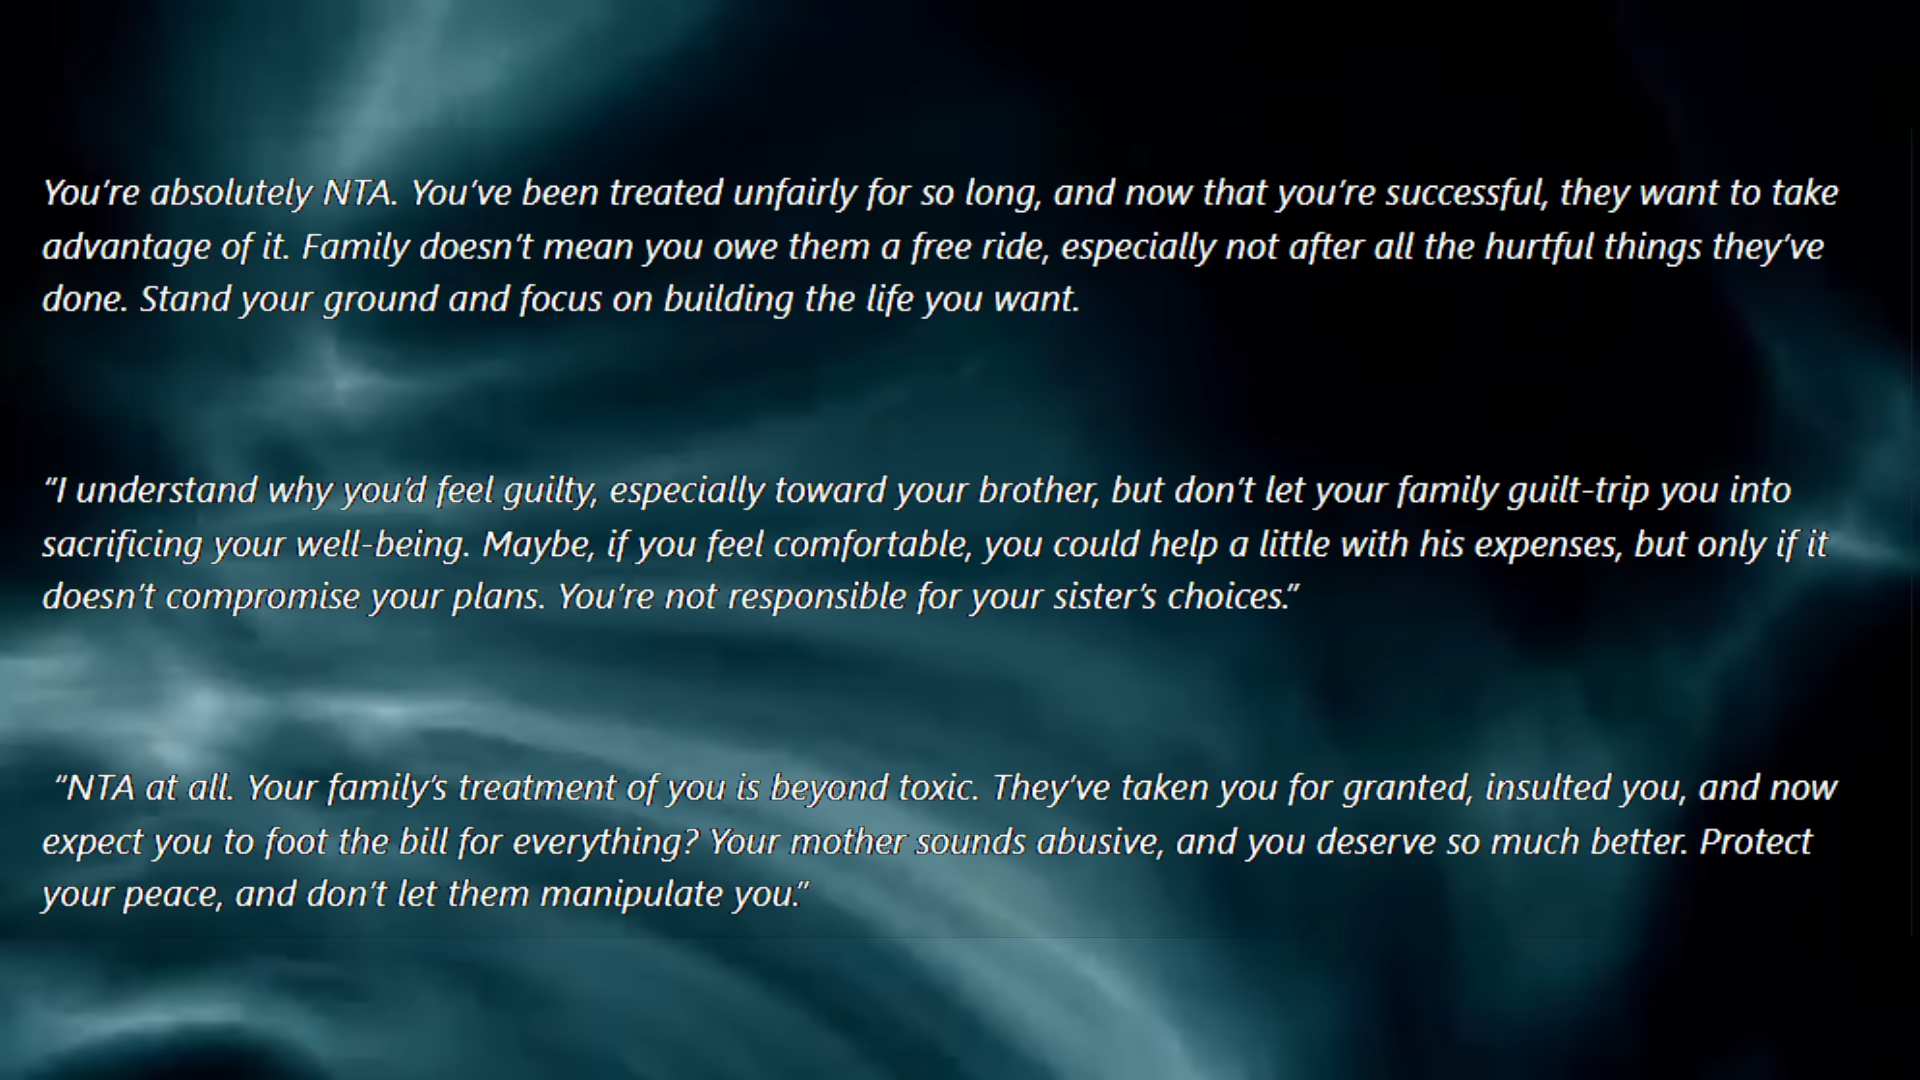 You’re absolutely NTA. You’ve been treated unfairly for so long, and now that you’re successful, they want to take
advantage of it. Family doesn’t mean you owe them a free ride, especially not after all the hurtful things they’ve
done. Stand your ground and focus on building the life you want.
“I understand why you’d feel guilty, especially toward your brother, but don’t let your family guilt-trip you into
sacrificing your well-being. Maybe, if you feel comfortable, you could help a little with his expenses, but only if it
doesn’t compromise your plans. You’re not responsible for your sister’s choices.”
“NTA at all. Your family’s treatment of you is beyond toxic. They’ve taken you for granted, insulted you, and now
expect you to foot the bill for everything? Your mother sounds abusive, and you deserve so much better. Protect
your peace, and don’t let them manipulate you.”